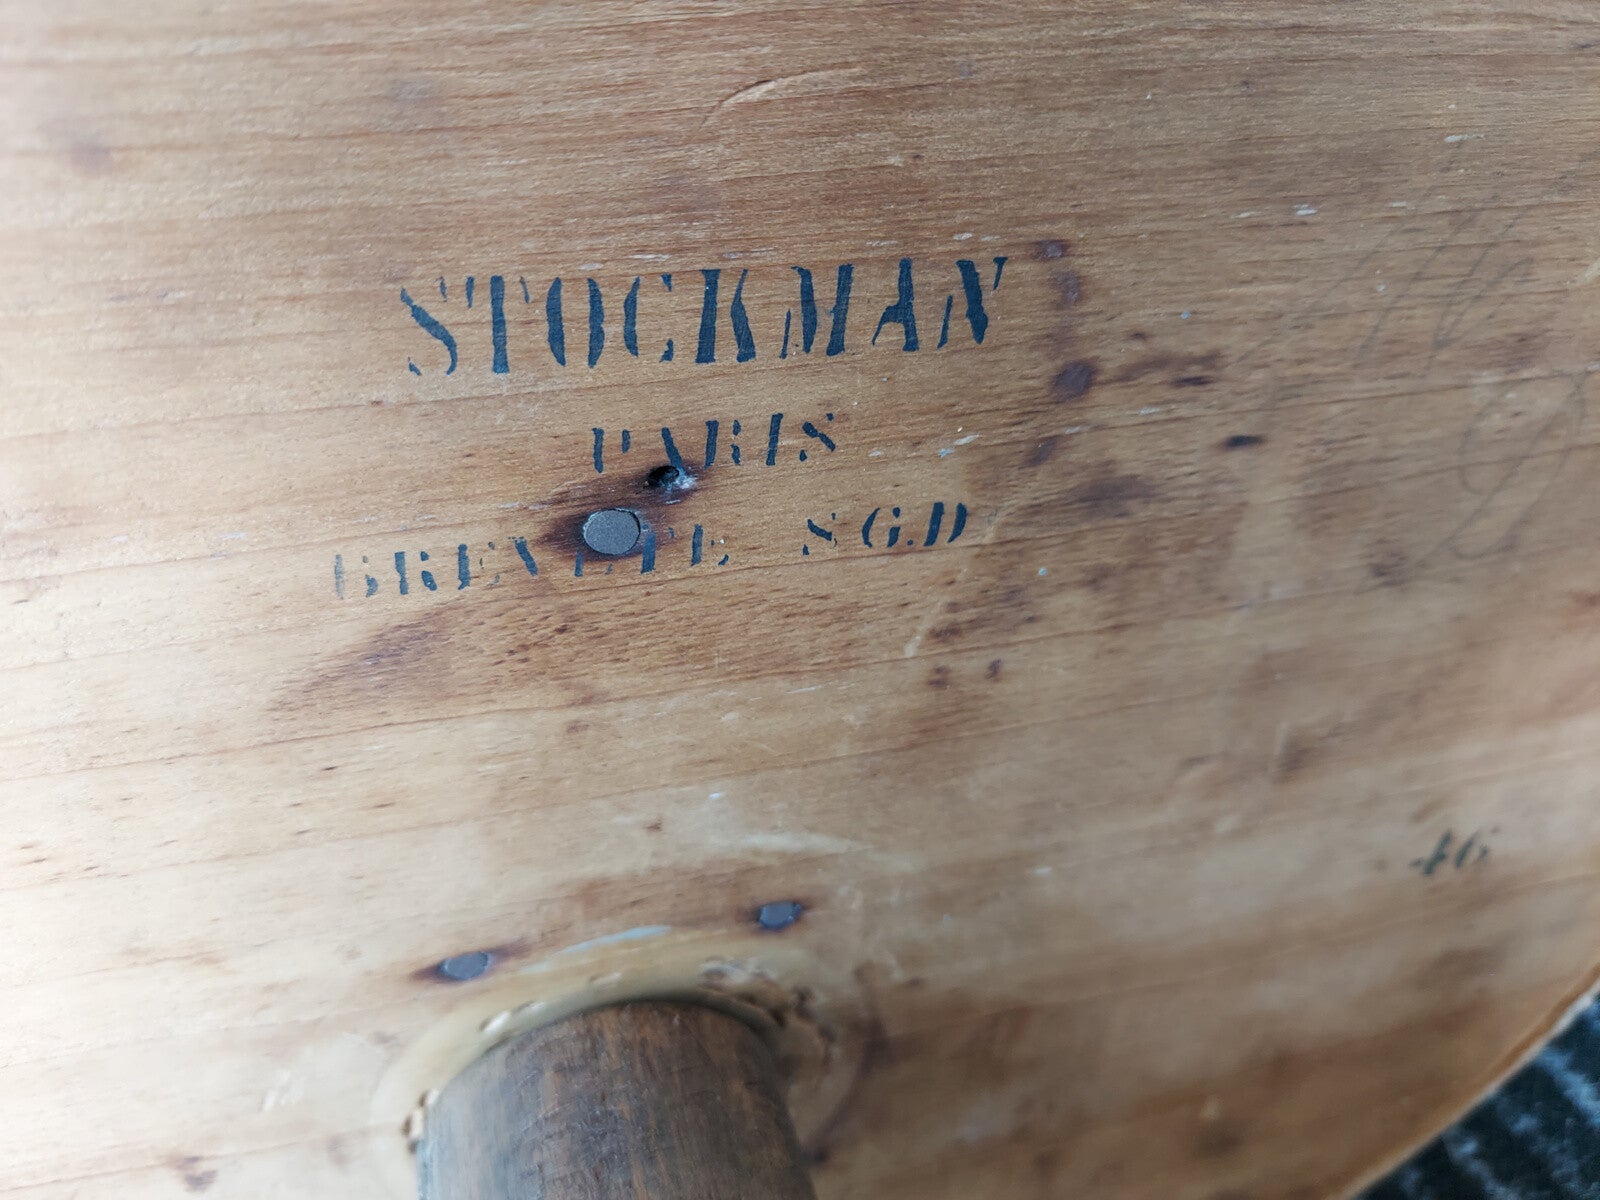 STOCKMAN
PARIS
BREVETE S.G.D
46